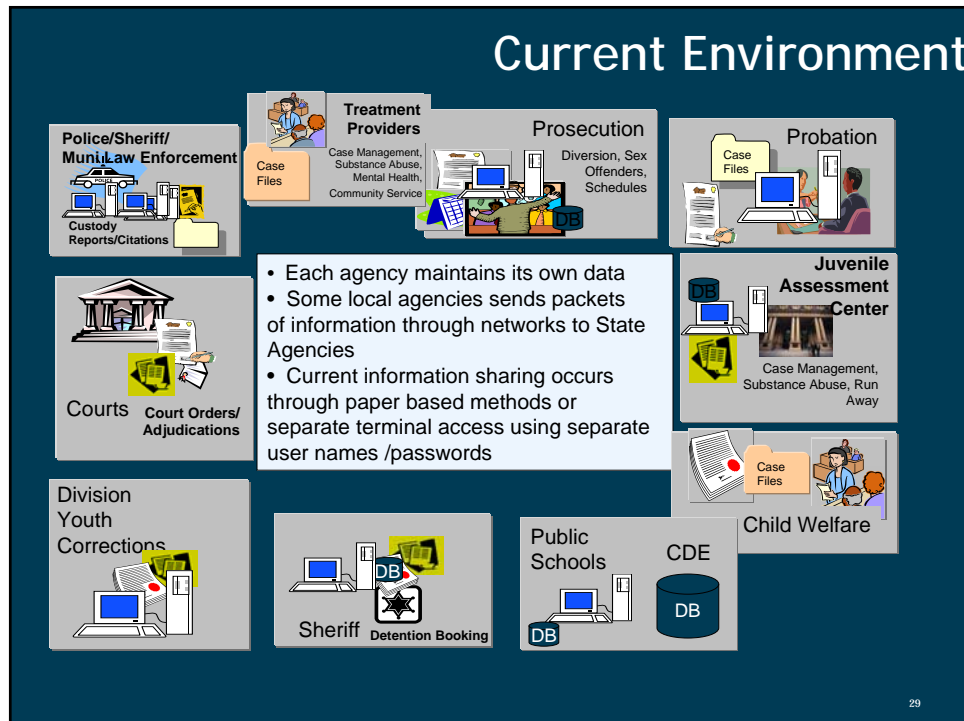 Current Environment
Police/Sheriff/
Muni Law Enforcement
POLICE
Custody
Reports/Citations
Case
Files
Treatment
Providers
Case Management,
Substance Abuse,
Mental Health,
Community Service
Prosecution
Diversion, Sex
Offenders,
Schedules
DB
Probation
Case
Files
Courts
Court Orders/
Adjudications
• Each agency maintains its own data
• Some local agencies sends packets
of information through networks to State
Agencies
• Current information sharing occurs
through paper based methods or
separate terminal access using separate
user names /passwords
Juvenile
Assessment
Center
DB
Case Management,
Substance Abuse, Run
Away
Case
Files
Child Welfare
Division
Youth
Corrections
DB
Sheriff
Detention Booking
Public
Schools
DB
CDE
DB
29